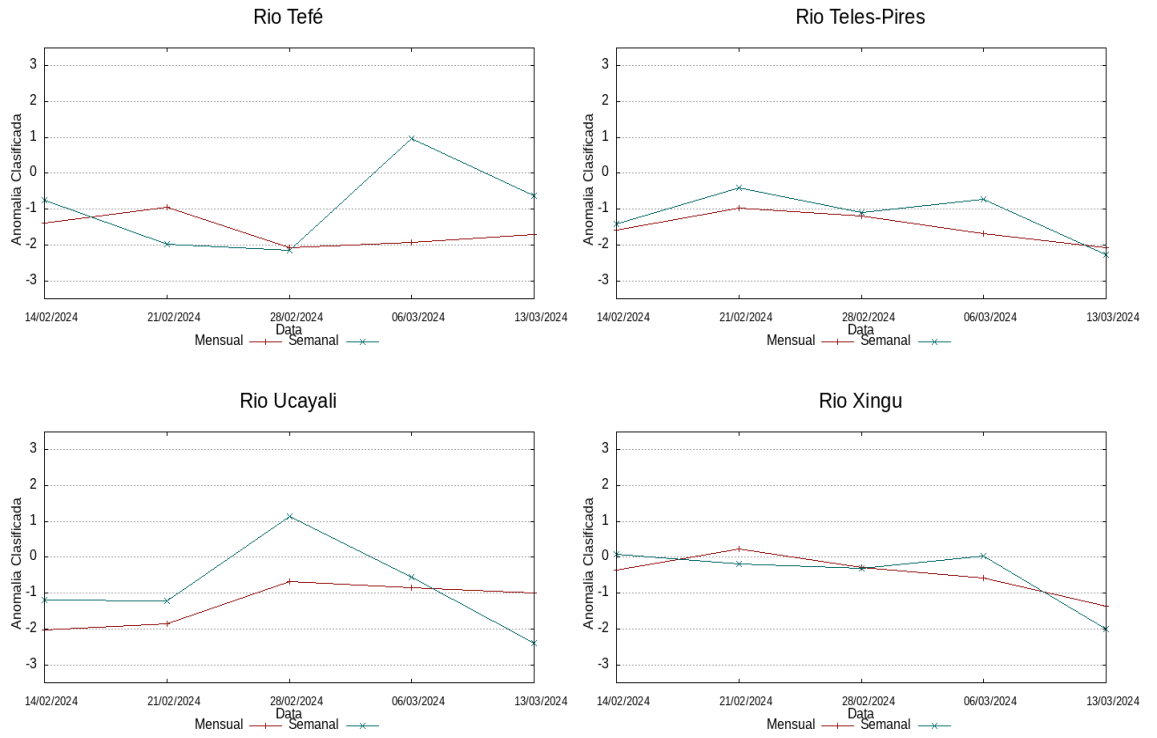 Rio Tefé
Anomalia Clasificada
3
2
1
0
-1
-2
-3
14/02/2024 21/02/2024 28/02/2024 06/03/2024 13/03/2024
Data
Mensual Semanal
Rio Teles-Pires
Anomalia Clasificada
3
2
1
0
-1
-2
-3
14/02/2024 21/02/2024 28/02/2024 06/03/2024 13/03/2024
Data
Mensual Semanal
Rio Ucayali
Anomalia Clasificada
3
2
1
0
-1
-2
-3
14/02/2024 21/02/2024 28/02/2024 06/03/2024 13/03/2024
Data
Mensual Semanal
Rio Xingu
Anomalia Clasificada
3
2
1
0
-1
-2
-3
14/02/2024 21/02/2024 28/02/2024 06/03/2024 13/03/2024
Data
Mensual Semanal